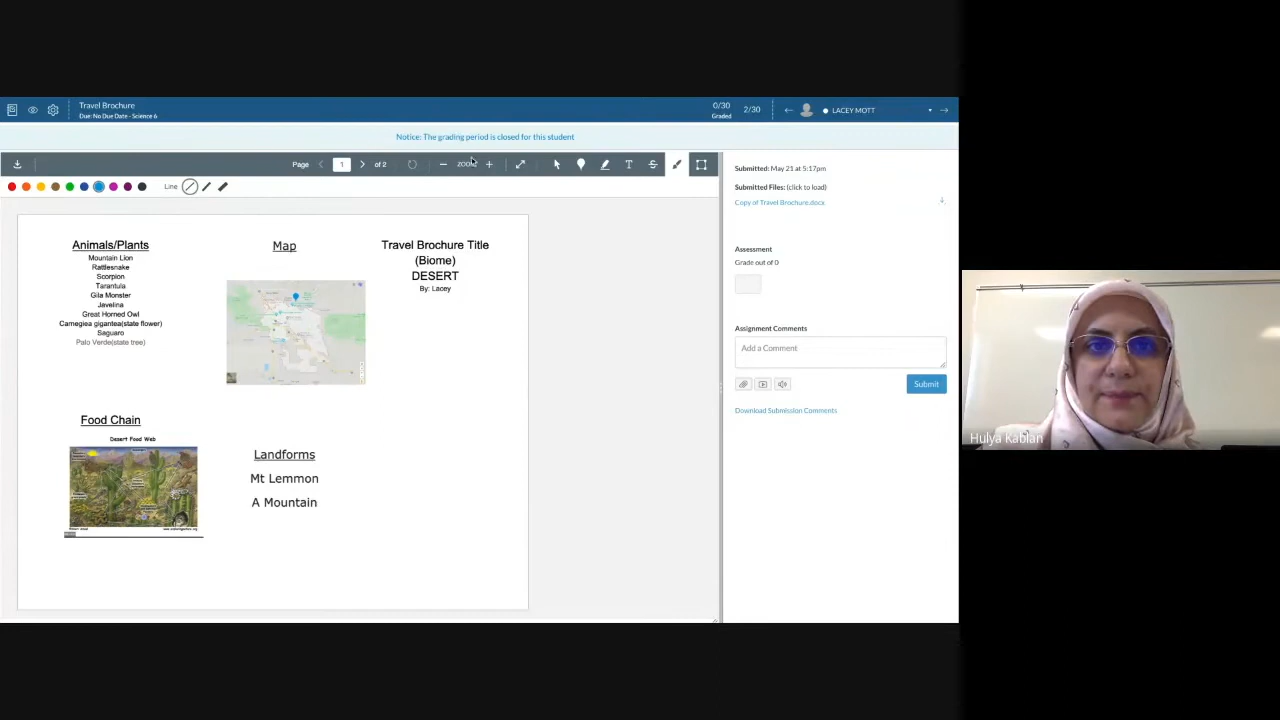 Travel Brochure
Due: No Due Date - Science 6
0/30
Graded
2/30
LACEY MOTT
Notice: The grading period is closed for this student
Page
1
of 2
ZOOM
Line
Submitted: May 21 at 5:17pm
Submitted Files: (click to load)
Copy of Travel Brochure.docx
Assessment
Grade out of 0
Assignment Comments
Add a Comment
Submit
Download Submission Comments
Animals/Plants
Mountain Lion
Rattlesnake
Scorpion
Tarantula
Gila Monster
Javelina
Great Horned Owl
Carnegiea gigantea(state flower)
Saguaro
Palo Verde(state tree)
Food Chain
Desert Food Web
Map
Landforms
Mt Lemmon
A Mountain
Travel Brochure Title
(Biome)
DESERT
By: Lacey
Hulya Kablan